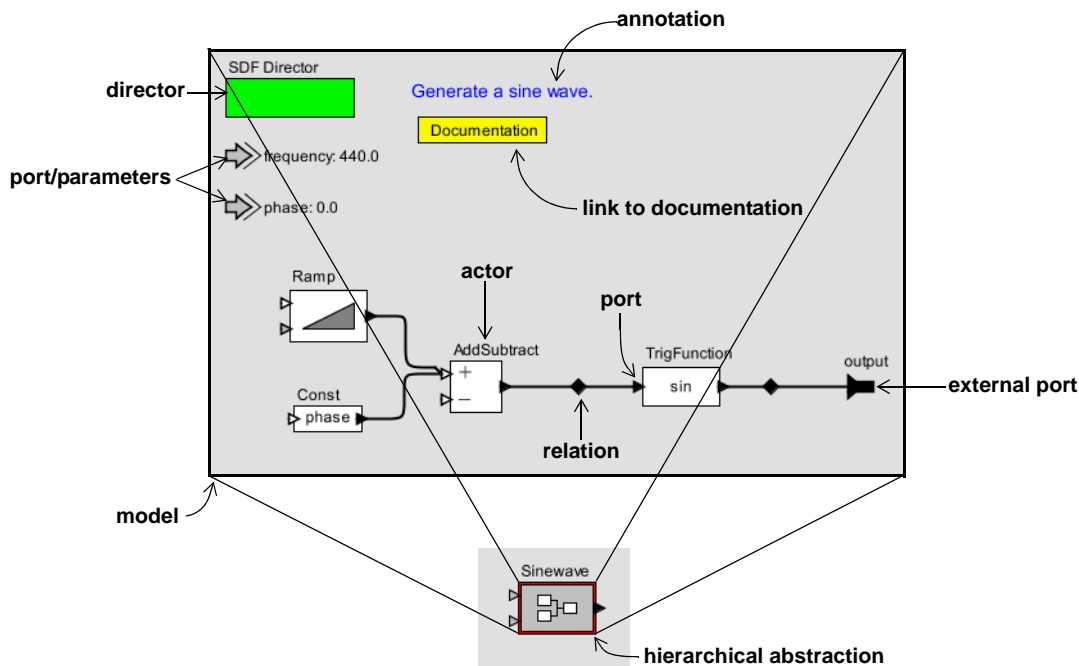 annotation
SDF Director
director
Generate a sine wave.
Documentation
frequency: 440.0
port/parameters
phase: 0.0
link to documentation
actor
Ramp
port
AddSubtract
TrigFunction
output
+
sin
external port
Const
–
phase
relation
model
Sinewave
hierarchical abstraction